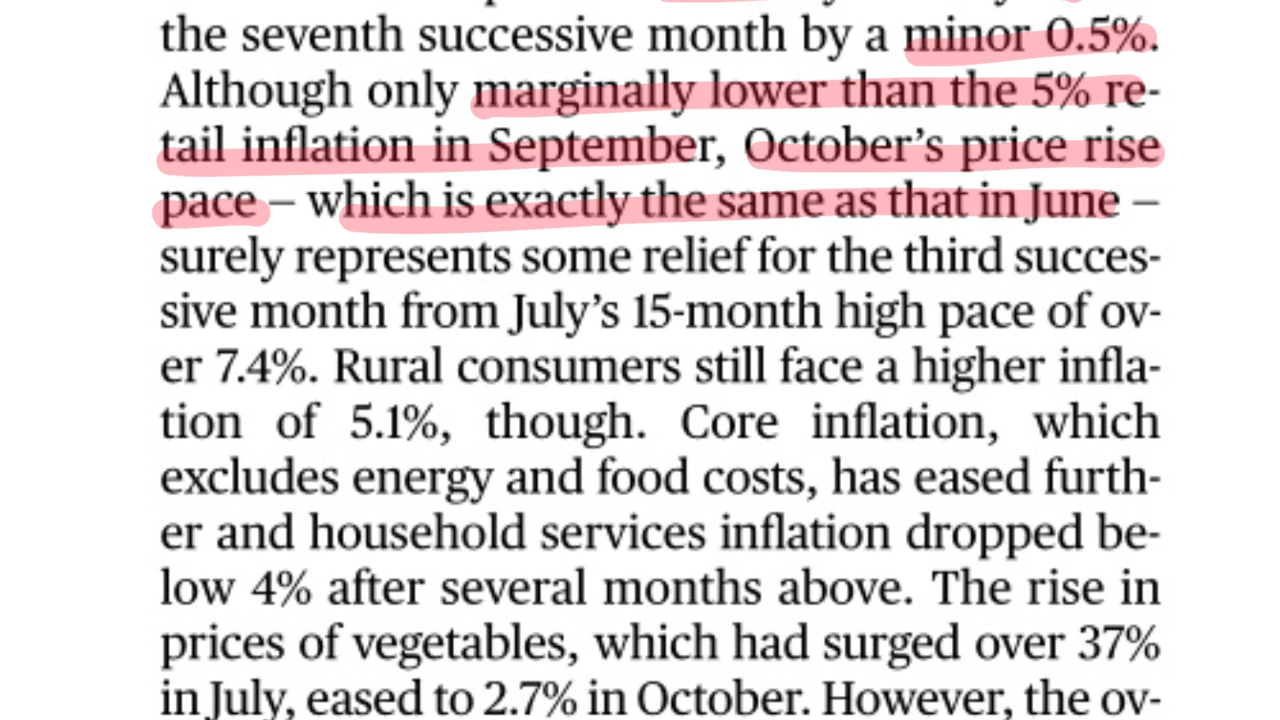 the seventh successive month by a minor 0.5%.
Although only marginally lower than the 5% re-
tail inflation in September, October’s price rise
pace – which is exactly the same as that in June –
surely represents some relief for the third succes-
sive month from July’s 15-month high pace of ov-
er 7.4%. Rural consumers still face a higher infla-
tion of 5.1%, though. Core inflation, which
excludes energy and food costs, has eased furth-
er and household services inflation dropped be-
low 4% after several months above. The rise in
prices of vegetables, which had surged over 37%
in July, eased to 2.7% in October. However, the ov-